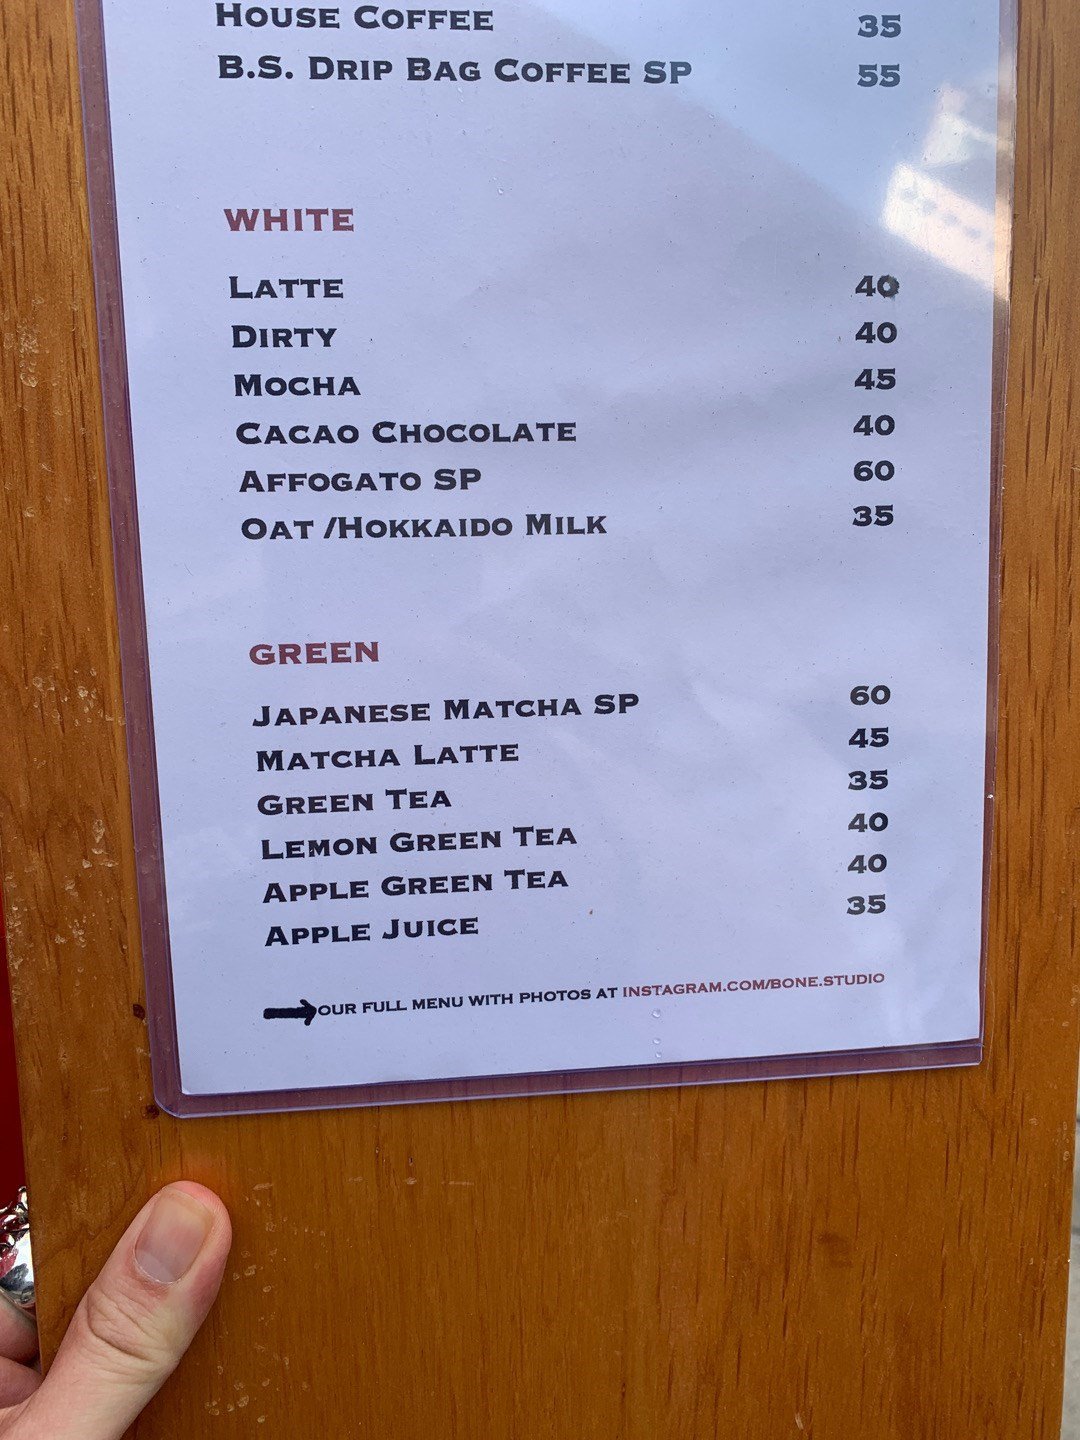 HOUSE COFFEE 35
B.S. DRIP BAG COFFEE SP 55
WHITE
LATTE 40
DIRTY 40
MOCHA 45
CACAO CHOCOLATE 40
AFFOGATO SP 60
OAT /HOKKAIDO MILK 35
GREEN
JAPANESE MATCHA SP 60
MATCHA LATTE 45
GREEN TEA 35
LEMON GREEN TEA 40
APPLE GREEN TEA 40
APPLE JUICE 35
OUR FULL MENU WITH PHOTOS AT INSTAGRAM.COM/BONE.STUDIO